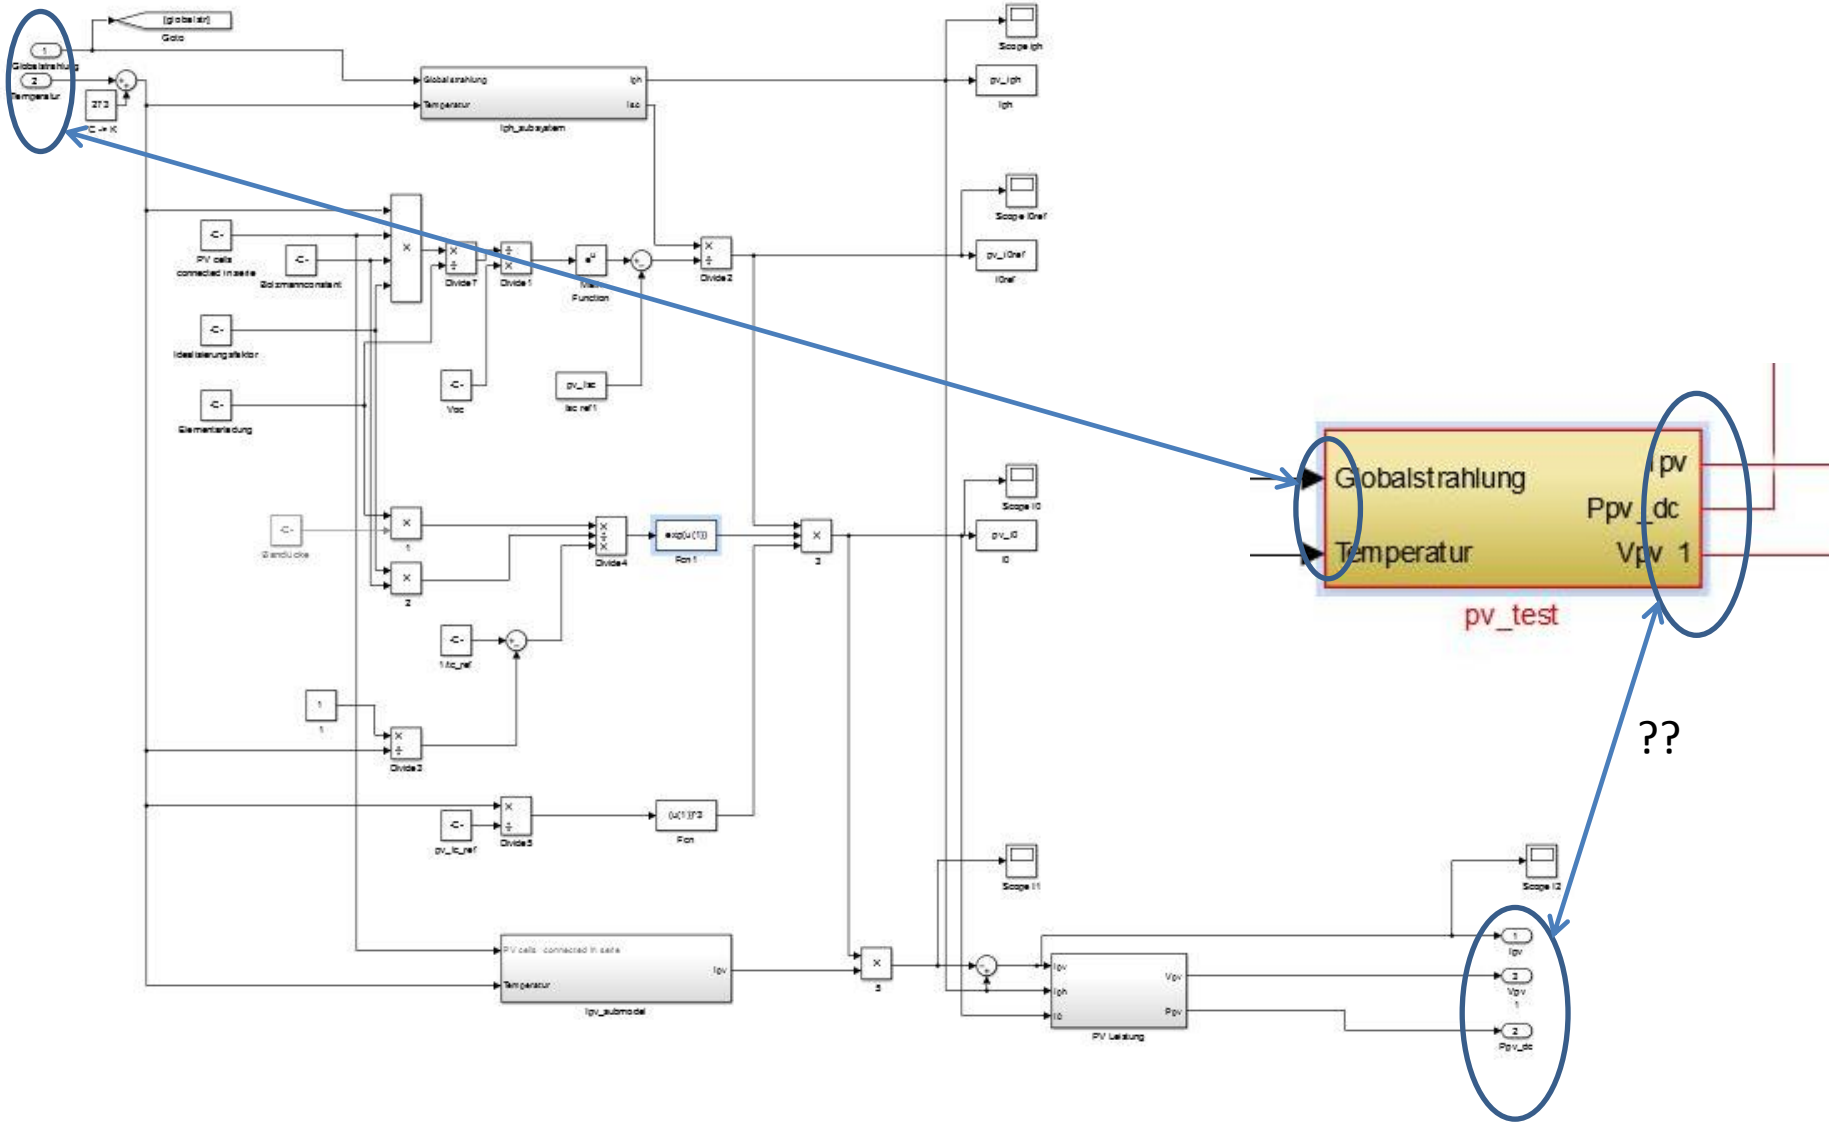 [globalstr]
Goto
1
Globalstrahlung
2
Temperatur
273
C -> K
Globalstrahlung
Temperatur
Iph
Isc
Iph_subsystem
Scope Iph
pv_iph
Iph
Scope I0ref
pv_i0ref
I0ref
-C-
PV cells
connected in serie
-C-
Bolzmannconstant
-C-
Idealisierungsfaktor
-C-
Elementarladung
×
×
÷
Divide7
÷
×
Divide1
e^u
Math
Function
×
÷
Divide2
-C-
Voc
pv_Isc
Isc ref1
-C-
×
1
×
2
×
÷
÷
Divide4
exp(u(1))
Fcn1
×
3
Scope I0
pv_i0
I0
-C-
1/tc_ref
1
1
×
÷
Divide3
×
÷
Divide5
-C-
pv_tc_ref
(u(1))^3
Fcn
PV cells connected in serie
Temperatur
Ipv
Ipv_submodel
×
5
Scope I1
Ipv
Iph
I0
Vpv
Ppv
PV Leistung
Scope I2
1
Ipv
3
Vpv
1
2
Ppv_dc
Globalstrahlung
Temperatur
Ipv
Ppv_dc
Vpv 1
pv_test
??